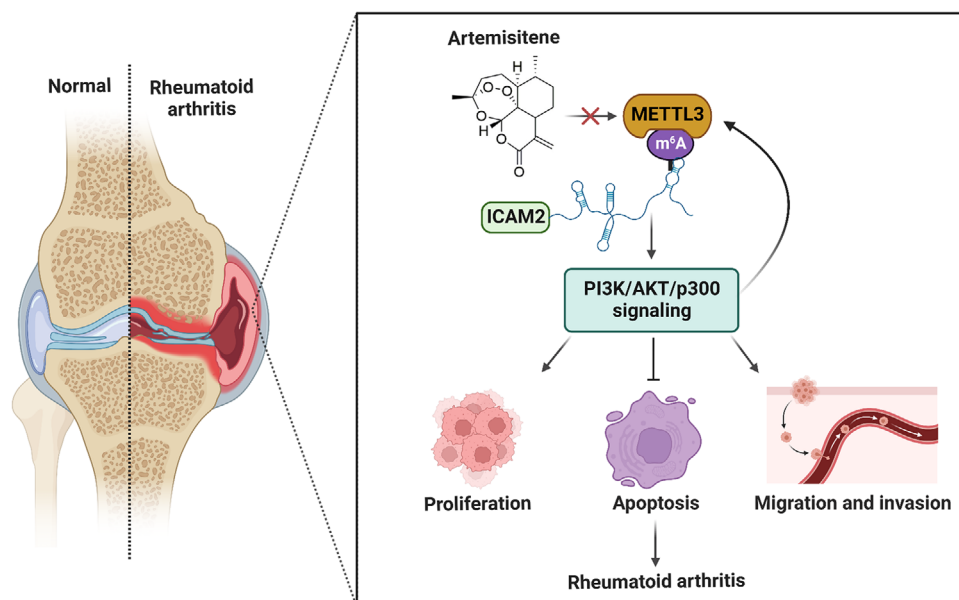 Normal
Rheumatoid
arthritis
Artemisitene
H
O
O
O
H
O
O
METTL3
m⁶A
ICAM2
PI3K/AKT/p300
signaling
Proliferation
Apoptosis
Migration and invasion
Rheumatoid arthritis